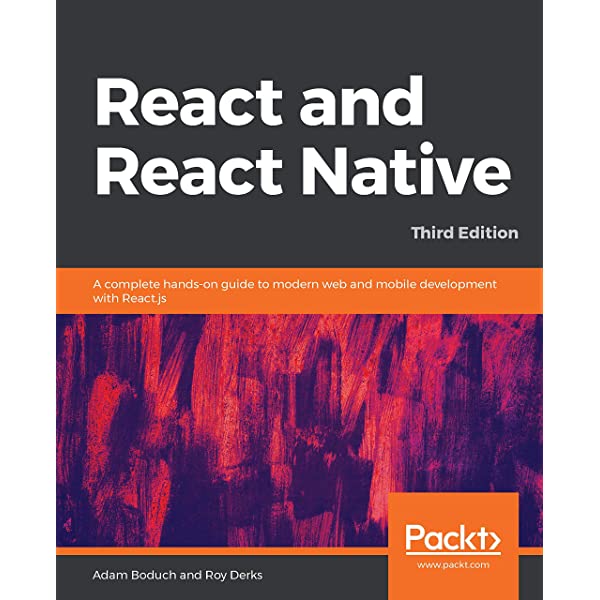 React and
React Native
Third Edition
A complete hands-on guide to modern web and mobile development
with React.js
Packt>
www.packt.com
Adam Boduch and Roy Derks